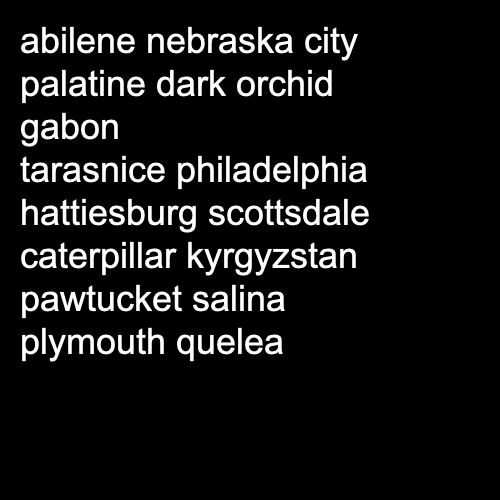 abilene nebraska city
palatine dark orchid
gabon
tarasnice philadelphia
hattiesburg scottsdale
caterpillar kyrgyzstan
pawtucket salina
plymouth quelea